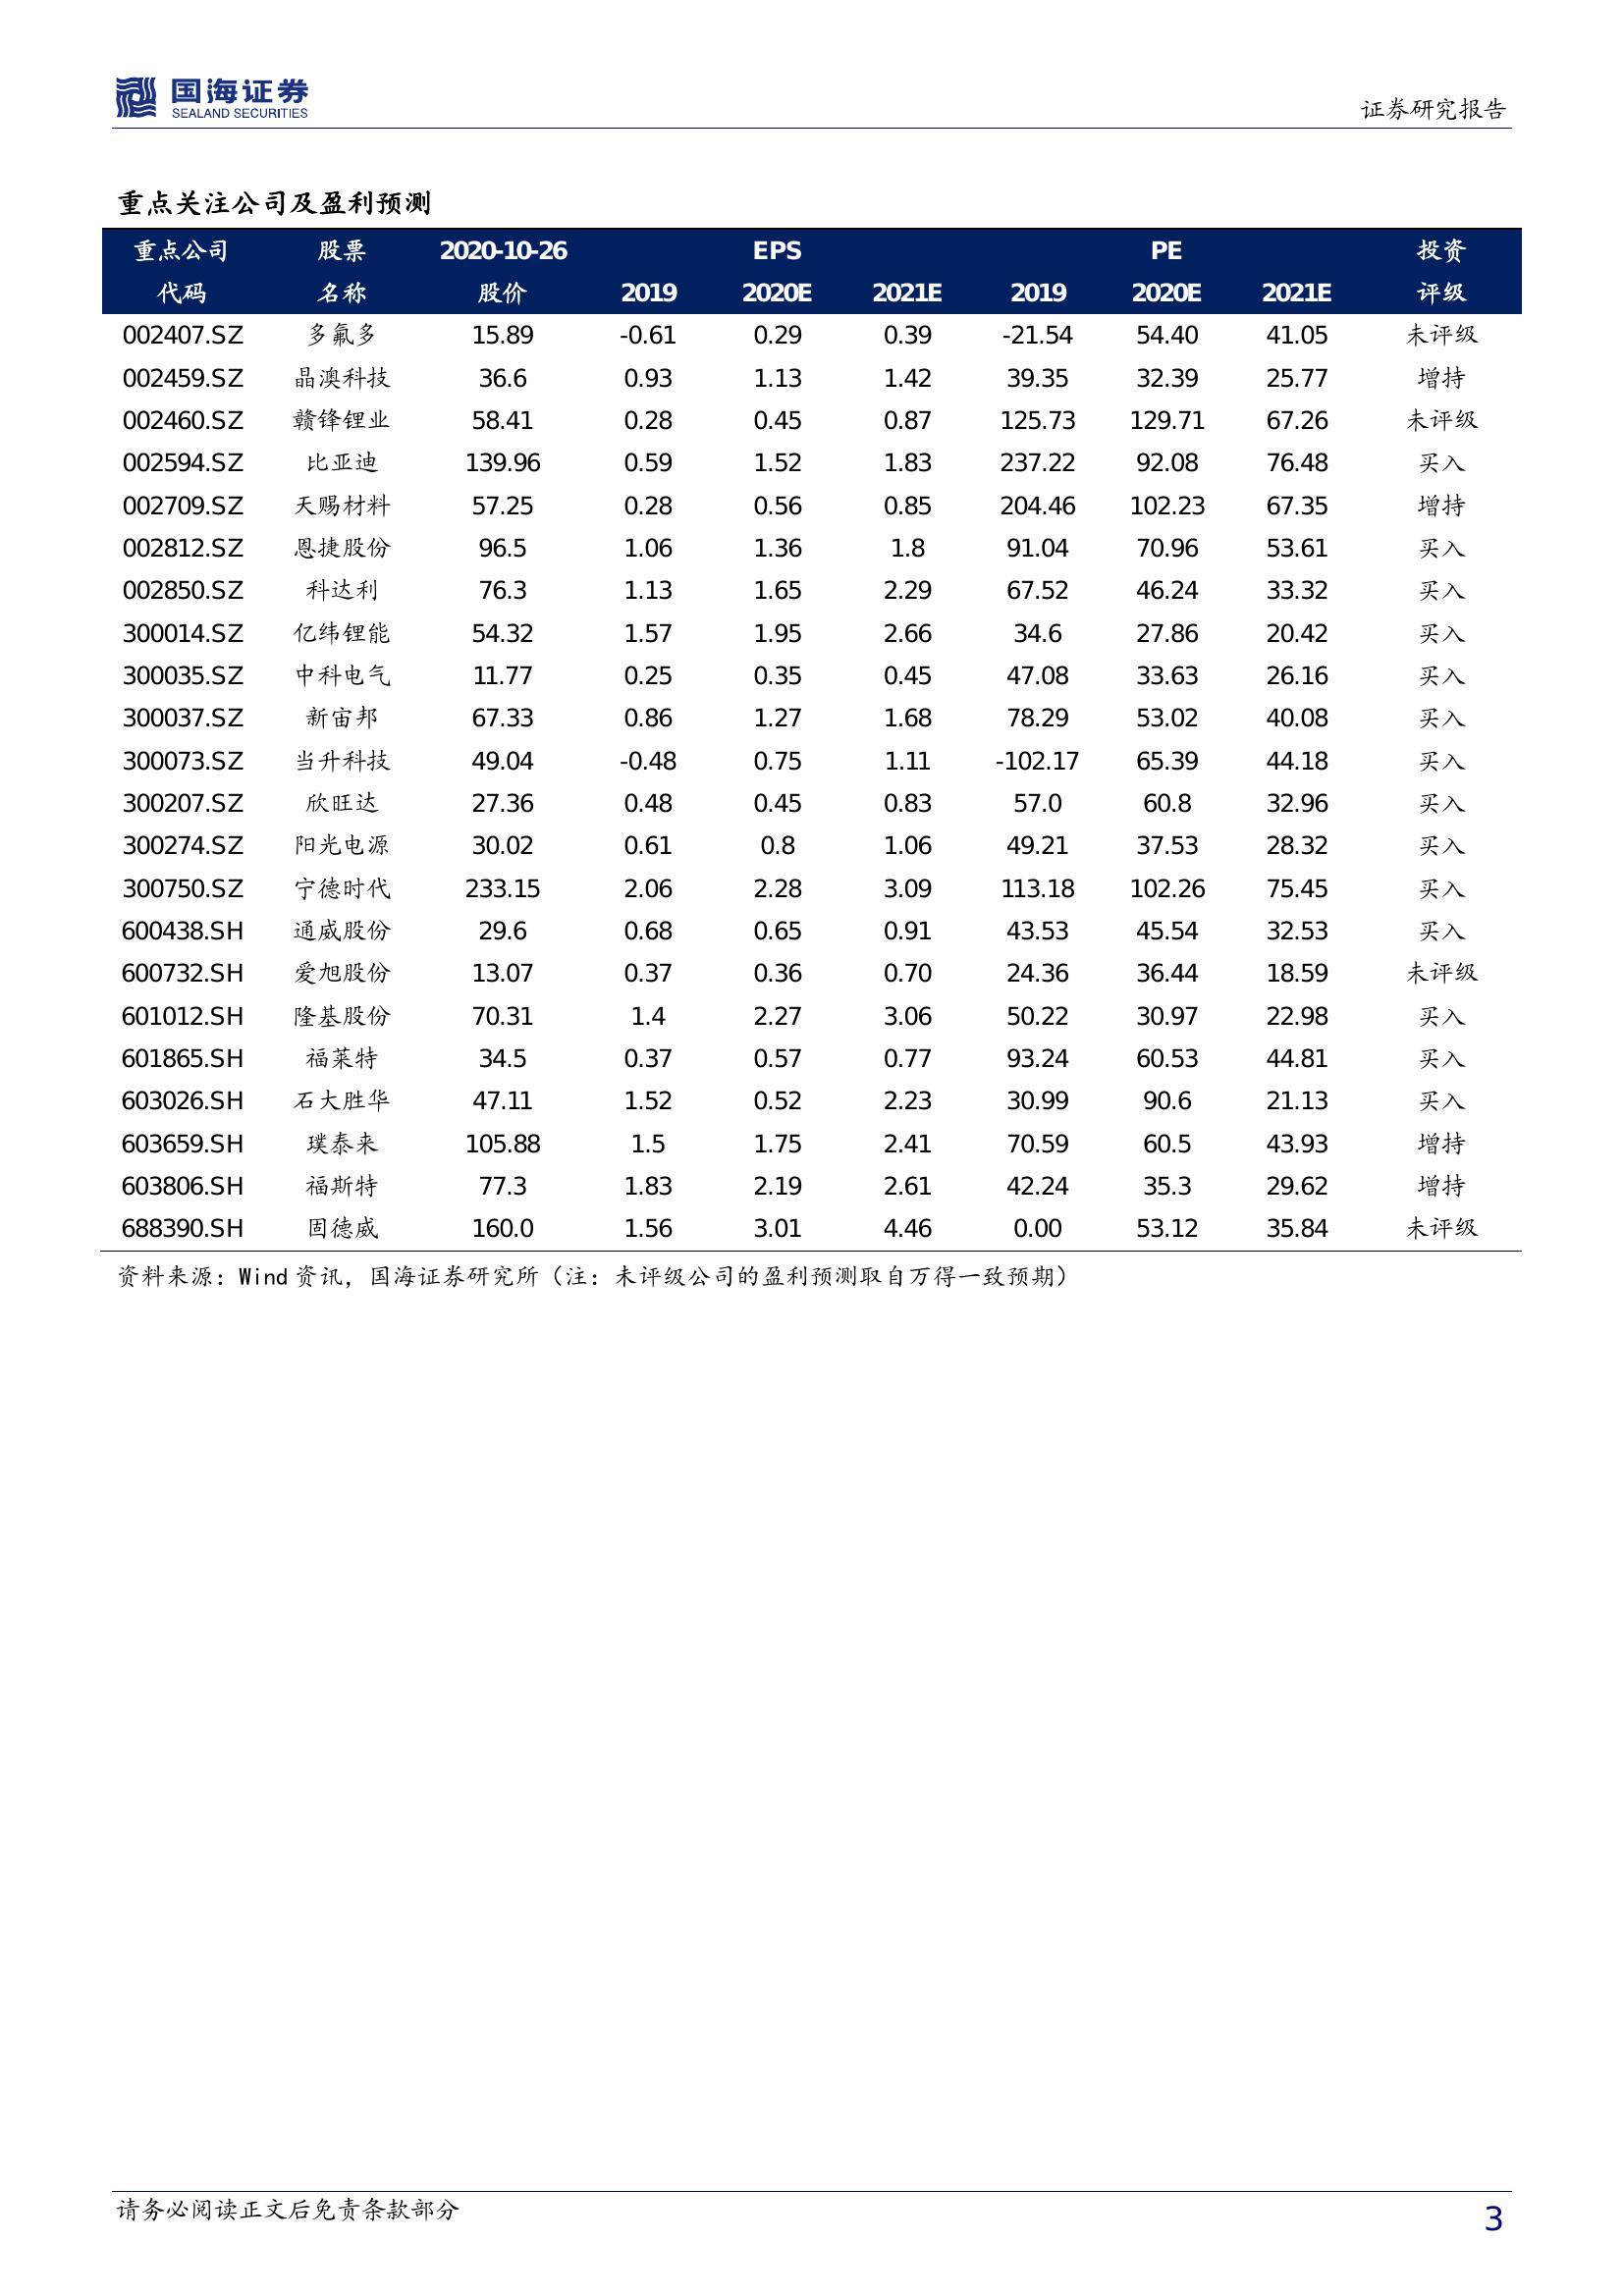 国海证券
SEALAND SECURITIES
证券研究报告
重点关注公司及盈利预测
重点公司 股票 2020-10-26 EPS PE 投资
代码 名称 股价 2019 2020E 2021E 2019 2020E 2021E 评级
002407.SZ 多氟多 15.89 -0.61 0.29 0.39 -21.54 54.40 41.05 未评级
002459.SZ 晶澳科技 36.6 0.93 1.13 1.42 39.35 32.39 25.77 增持
002460.SZ 赣锋锂业 58.41 0.28 0.45 0.87 125.73 129.71 67.26 未评级
002594.SZ 比亚迪 139.96 0.59 1.52 1.83 237.22 92.08 76.48 买入
002709.SZ 天赐材料 57.25 0.28 0.56 0.85 204.46 102.23 67.35 增持
002812.SZ 恩捷股份 96.5 1.06 1.36 1.8 91.04 70.96 53.61 买入
002850.SZ 科达利 76.3 1.13 1.65 2.29 67.52 46.24 33.32 买入
300014.SZ 亿纬锂能 54.32 1.57 1.95 2.66 34.6 27.86 20.42 买入
300035.SZ 中科电气 11.77 0.25 0.35 0.45 47.08 33.63 26.16 买入
300037.SZ 新宙邦 67.33 0.86 1.27 1.68 78.29 53.02 40.08 买入
300073.SZ 当升科技 49.04 -0.48 0.75 1.11 -102.17 65.39 44.18 买入
300207.SZ 欣旺达 27.36 0.48 0.45 0.83 57.0 60.8 32.96 买入
300274.SZ 阳光电源 30.02 0.61 0.8 1.06 49.21 37.53 28.32 买入
300750.SZ 宁德时代 233.15 2.06 2.28 3.09 113.18 102.26 75.45 买入
600438.SH 通威股份 29.6 0.68 0.65 0.91 43.53 45.54 32.53 买入
600732.SH 爱旭股份 13.07 0.37 0.36 0.70 24.36 36.44 18.59 未评级
601012.SH 隆基股份 70.31 1.4 2.27 3.06 50.22 30.97 22.98 买入
601865.SH 福莱特 34.5 0.37 0.57 0.77 93.24 60.53 44.81 买入
603026.SH 石大胜华 47.11 1.52 0.52 2.23 30.99 90.6 21.13 买入
603659.SH 璞泰来 105.88 1.5 1.75 2.41 70.59 60.5 43.93 增持
603806.SH 福斯特 77.3 1.83 2.19 2.61 42.24 35.3 29.62 增持
688390.SH 固德威 160.0 1.56 3.01 4.46 0.00 53.12 35.84 未评级
资料来源：Wind 资讯，国海证券研究所（注：未评级公司的盈利预测取自万得一致预期）
请务必阅读正文后免责条款部分
3